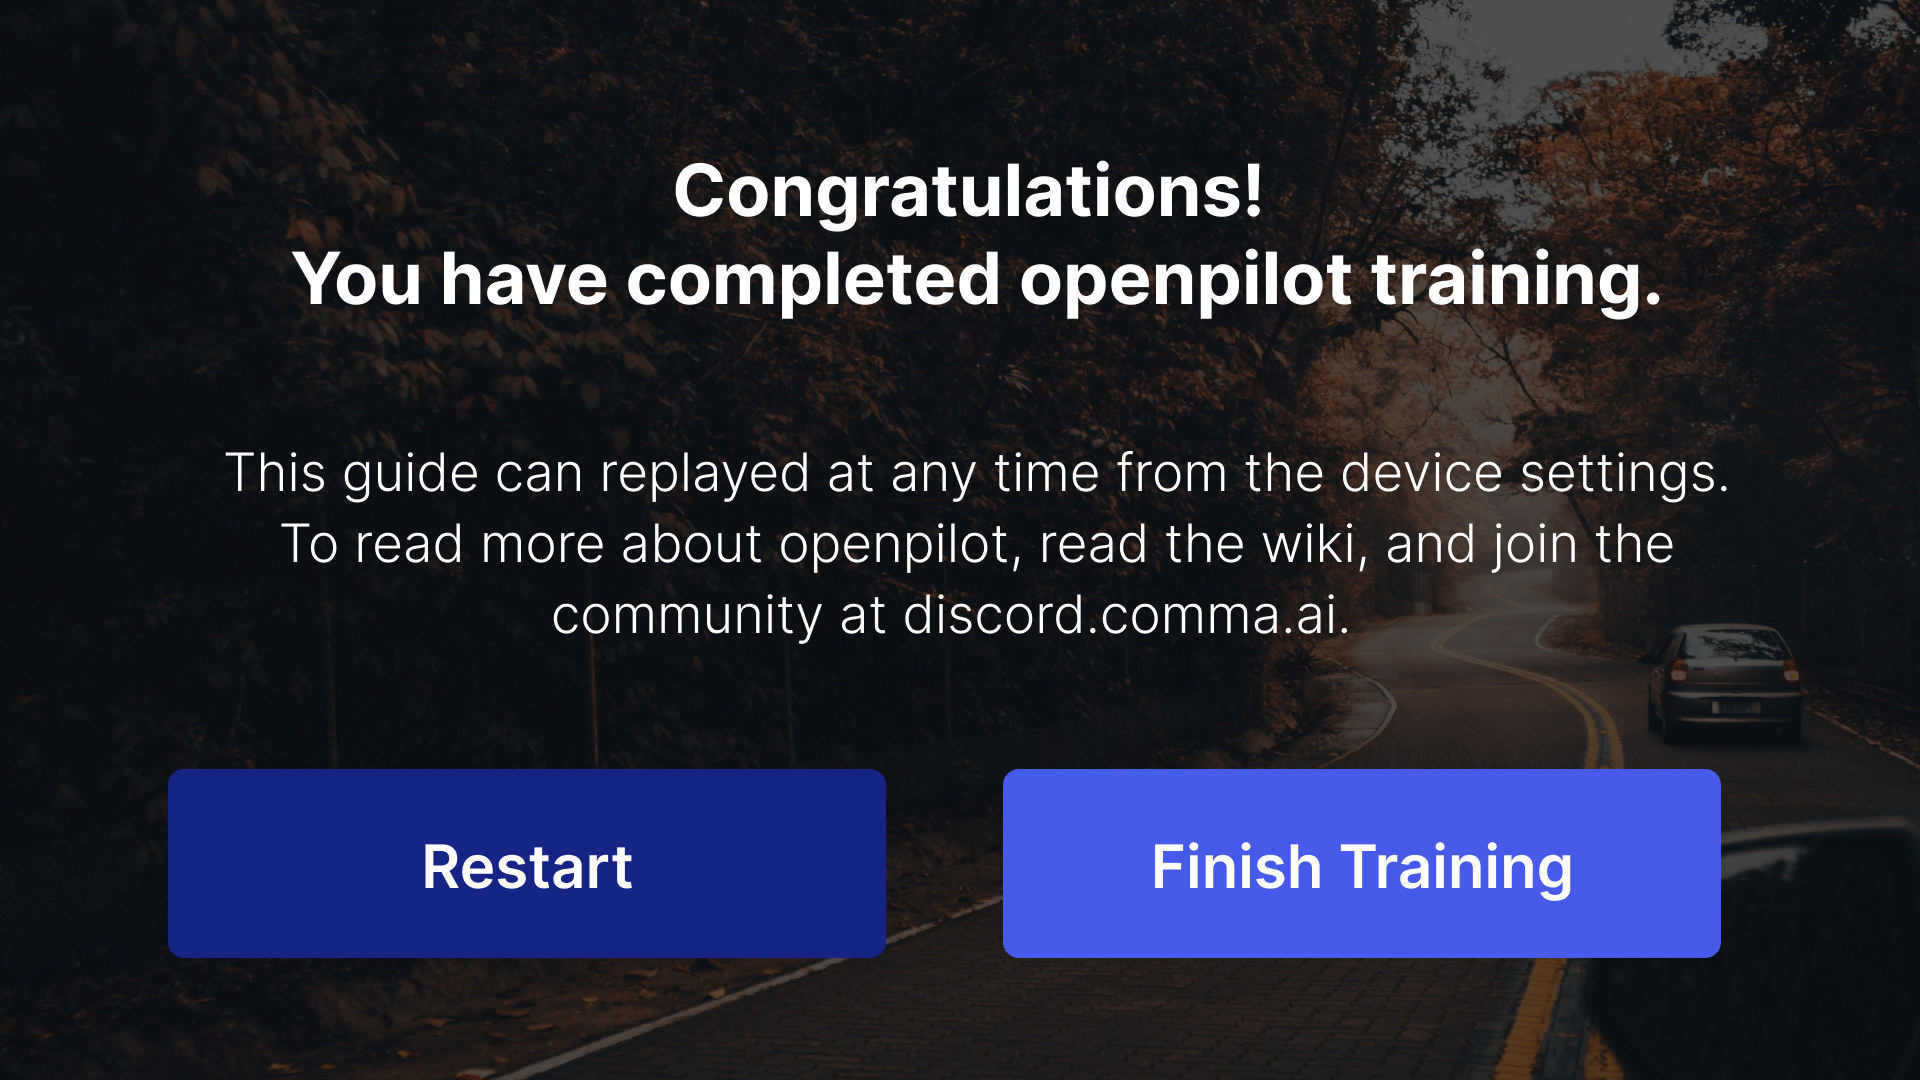 Congratulations!
You have completed openpilot training.
This guide can replayed at any time from the device settings.
To read more about openpilot, read the wiki, and join the
community at discord.comma.ai.
Restart
Finish Training